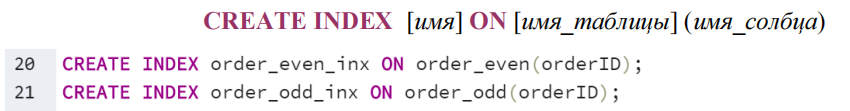 CREATE INDEX [имя] ON [имя_таблицы] (имя_солбца)
20 CREATE INDEX order_even_inx ON order_even(orderID);
21 CREATE INDEX order_odd_inx ON order_odd(orderID);